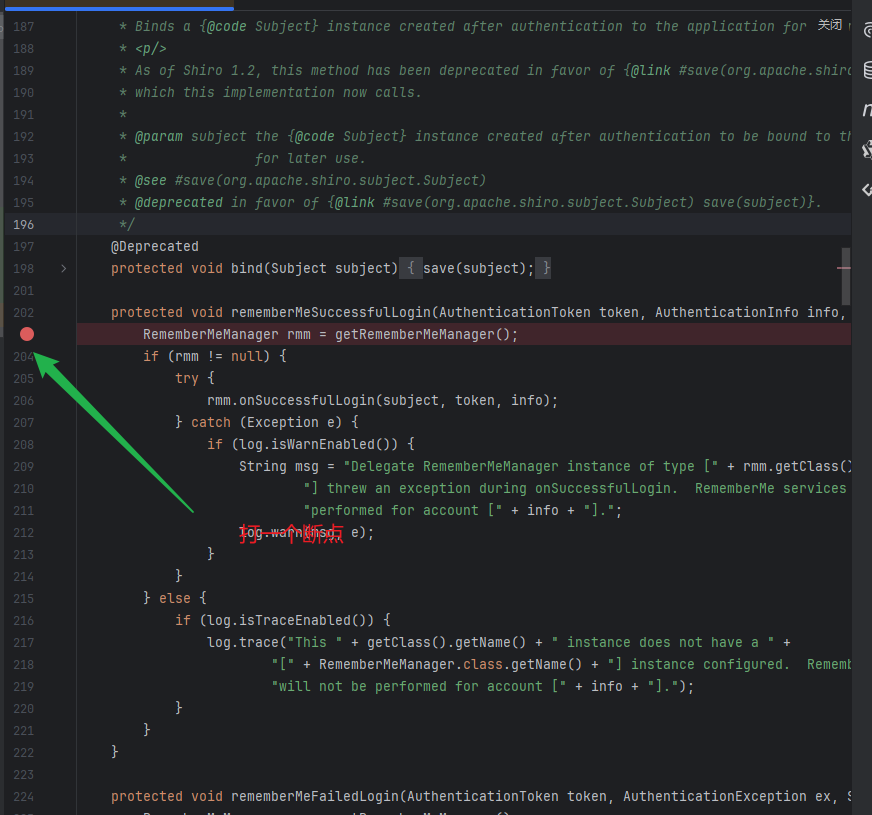 187 * Binds a {@code Subject} instance created after authentication to the application for
关闭
188 * <p/>
189 * As of Shiro 1.2, this method has been deprecated in favor of {@link #save(org.apache.shiro
190 * which this implementation now calls.
191 *
192 * @param subject the {@code Subject} instance created after authentication to be bound to th
193 * for later use.
194 * @see #save(org.apache.shiro.subject.Subject)
195 * @deprecated in favor of {@link #save(org.apache.shiro.subject.Subject) save(subject)}.
196 */
197 @Deprecated
198 protected void bind(Subject subject) { save(subject); }
201
202 protected void rememberMeSuccessfulLogin(AuthenticationToken token, AuthenticationInfo info,
RememberMeManager rmm = getRememberMeManager();
204 if (rmm != null) {
205 try {
206 rmm.onSuccessfulLogin(subject, token, info);
207 } catch (Exception e) {
208 if (log.isWarnEnabled()) {
209 String msg = "Delegate RememberMeManager instance of type [" + rmm.getClass()
210 "] threw an exception during onSuccessfulLogin. RememberMe services
211 "performed for account [" + info + "].";
212 log.warn(msg, e);
打一个断点
213 }
214 }
215 } else {
216 if (log.isTraceEnabled()) {
217 log.trace("This " + getClass().getName() + " instance does not have a " +
218 "[" + RememberMeManager.class.getName() + "] instance configured. Rememb
219 "will not be performed for account [" + info + "].");
220 }
221 }
222 }
223
224 protected void rememberMeFailedLogin(AuthenticationToken token, AuthenticationException ex, S